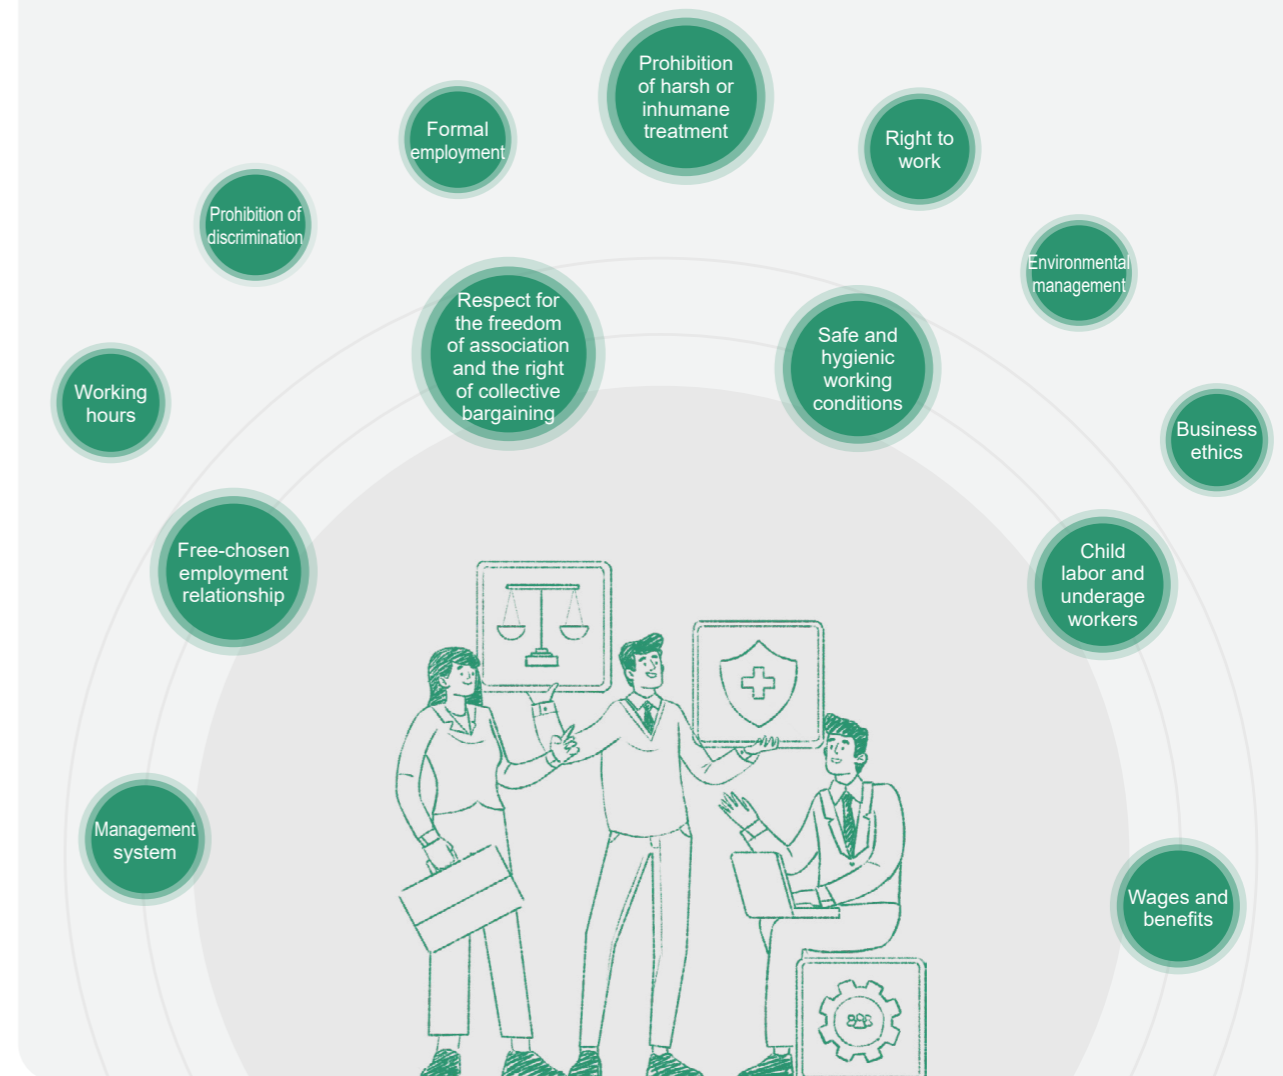 Prohibition
of harsh or
inhumane
treatment
Formal
employment
Right to
work
Prohibition of
discrimination
Environmental
management
Respect for
the freedom
of association
and the right
of collective
bargaining
Safe and
hygienic
working
conditions
Working
hours
Business
ethics
Free-chosen
employment
relationship
Child
labor and
underage
workers
Management
system
Wages and
benefits